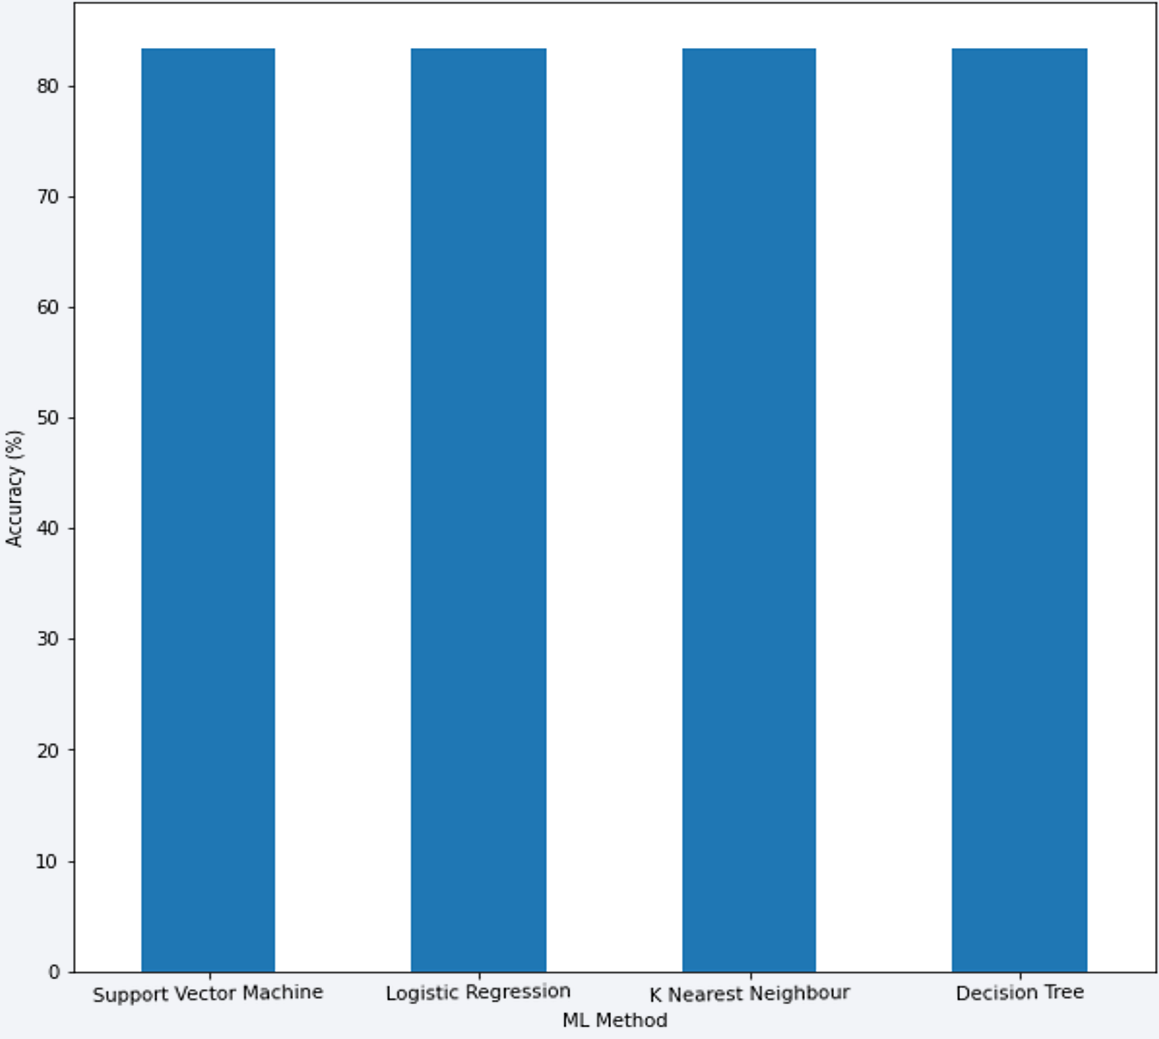 80
70
60
50
40
30
20
10
0
Accuracy (%)
Support Vector Machine
Logistic Regression
K Nearest Neighbour
Decision Tree
ML Method